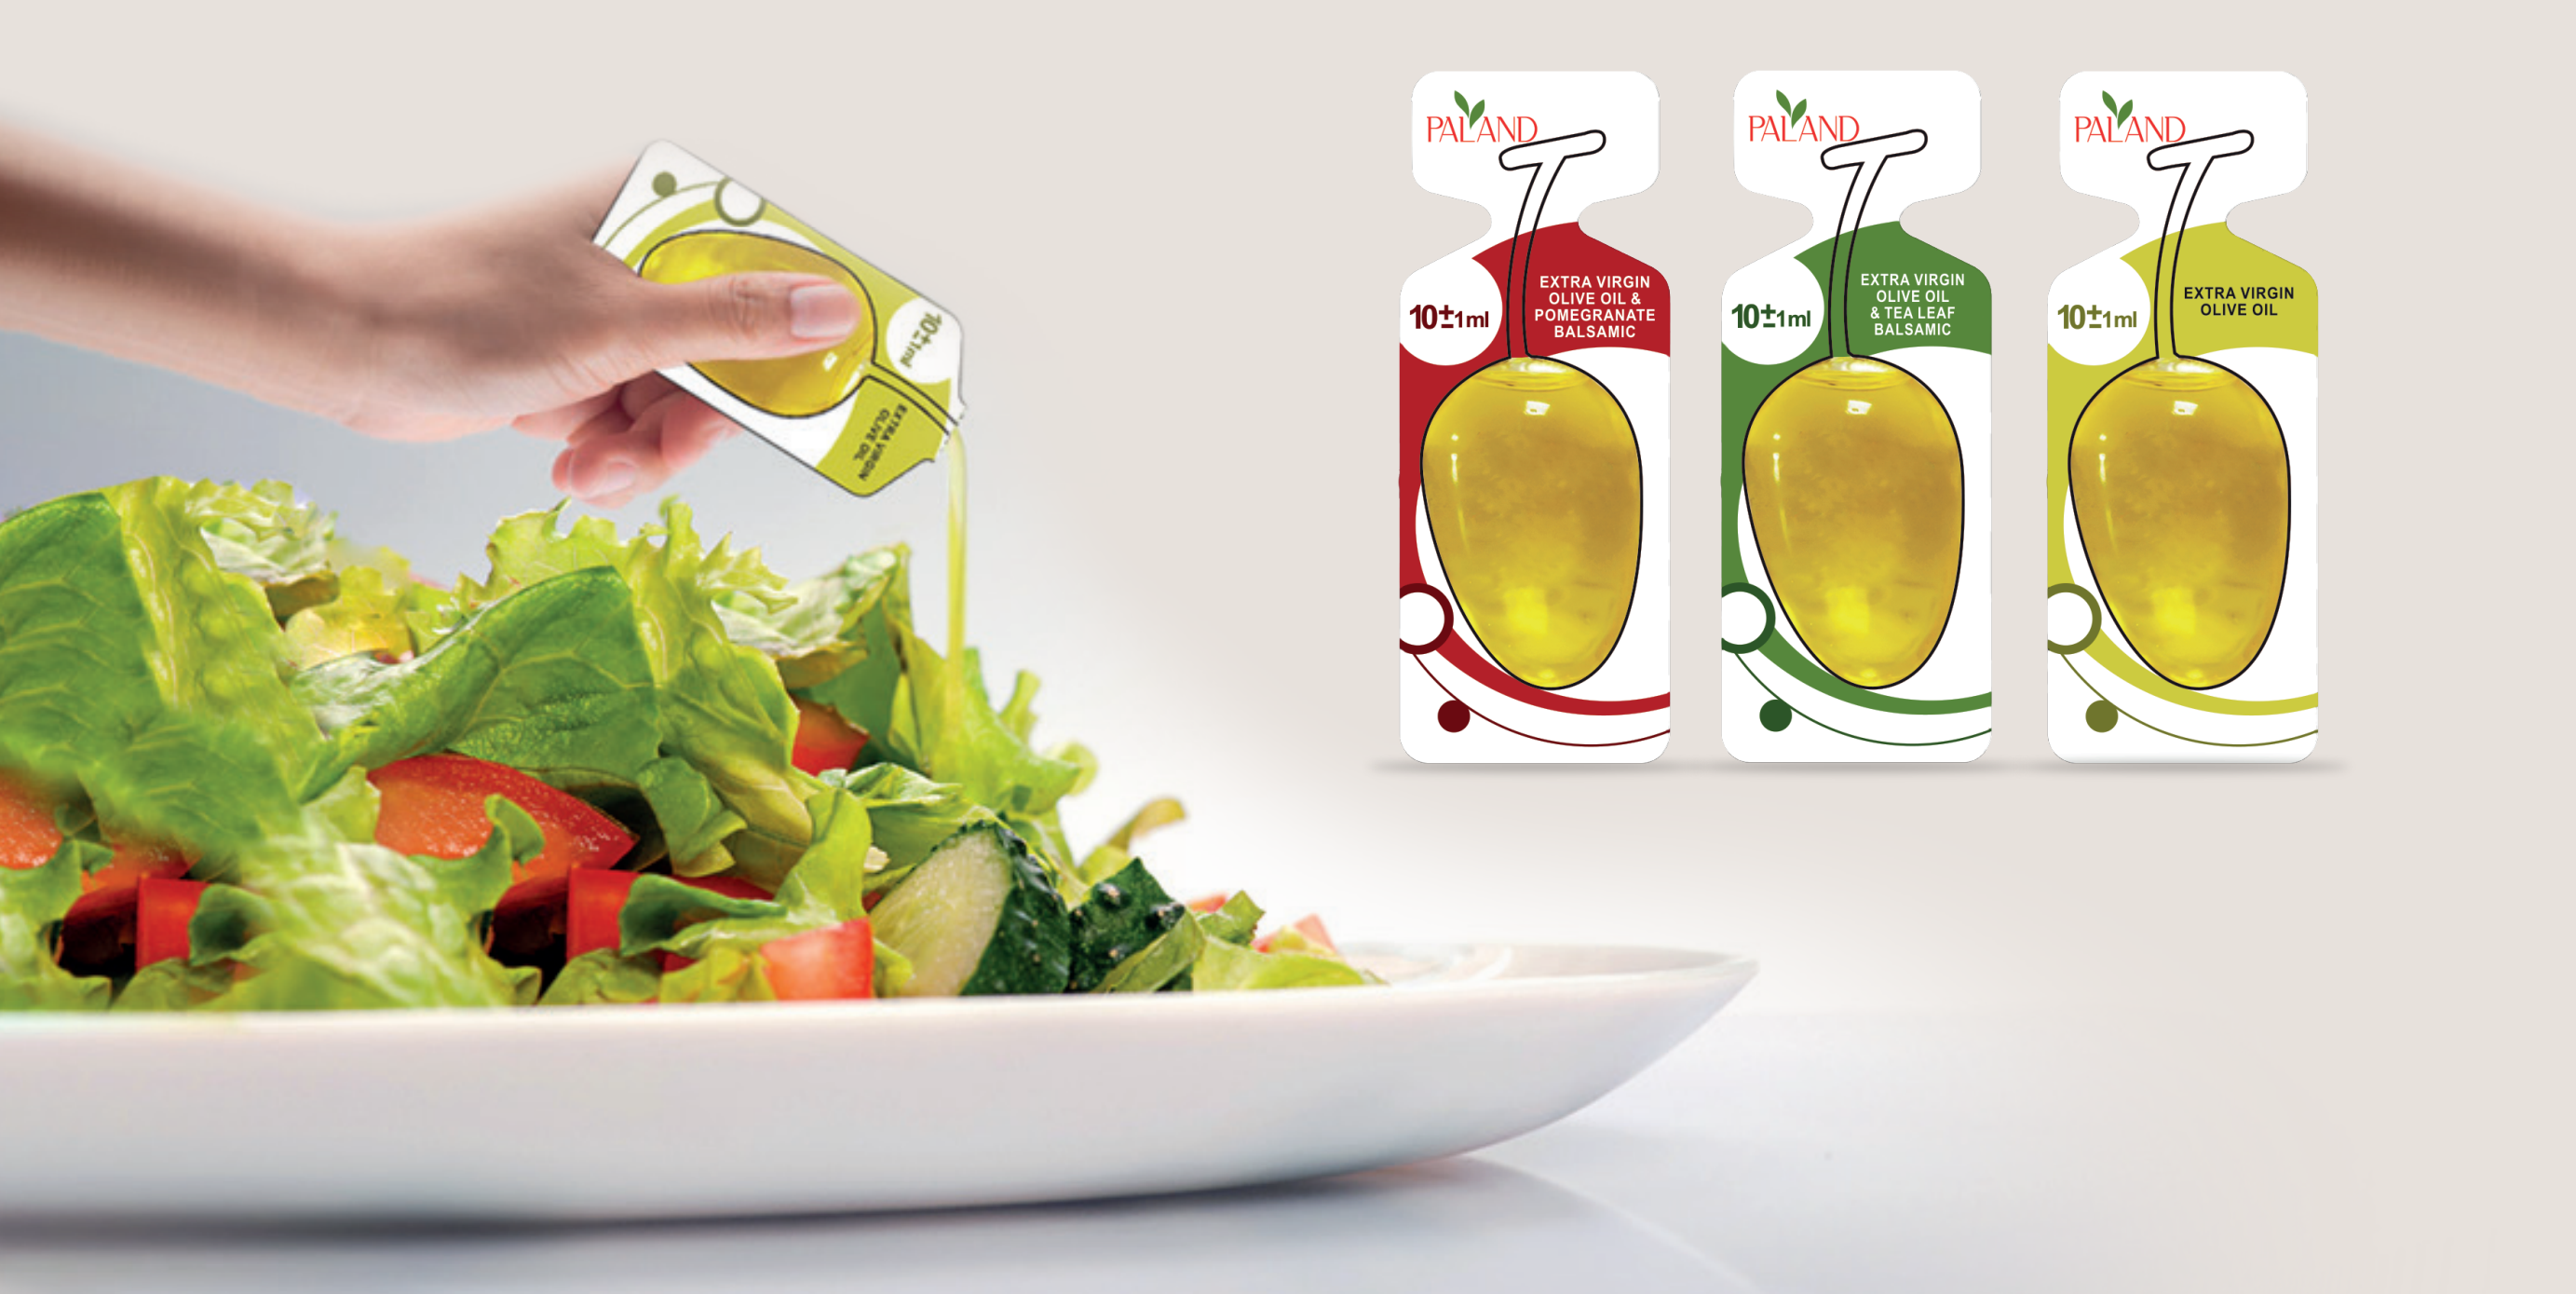 10±1ml
EXTRA VIRGIN
OLIVE OIL
PALAND
10±1ml
EXTRA VIRGIN
OLIVE OIL &
POMEGRANATE
BALSAMIC
PALAND
10±1ml
EXTRA VIRGIN
OLIVE OIL
& TEA LEAF
BALSAMIC
PALAND
10±1ml
EXTRA VIRGIN
OLIVE OIL